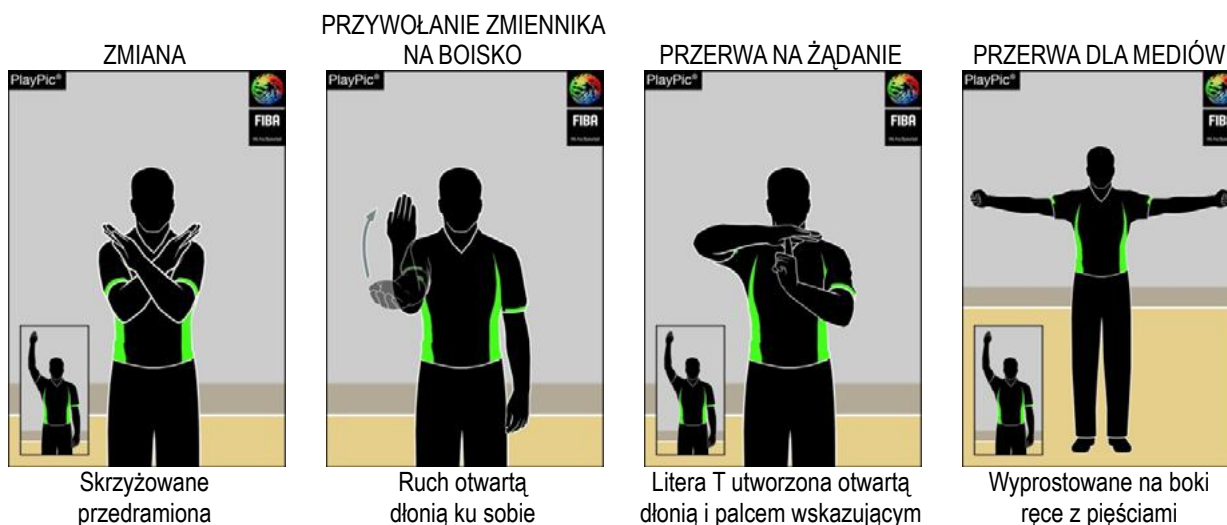 ZMIANA
PRZYWOŁANIE ZMIENNIKA
NA BOISKO
PRZERWA NA ŻĄDANIE
PRZERWA DLA MEDIÓW
PlayPic®
FIBA
PlayPic®
FIBA
PlayPic®
FIBA
PlayPic®
Skrzyżowane
przedramiona
Ruch otwartą
dłonią ku sobie
Litera T utworzona otwartą
dłonią i palcem wskazującym
Wyprostowane na boki
ręce z pięściami